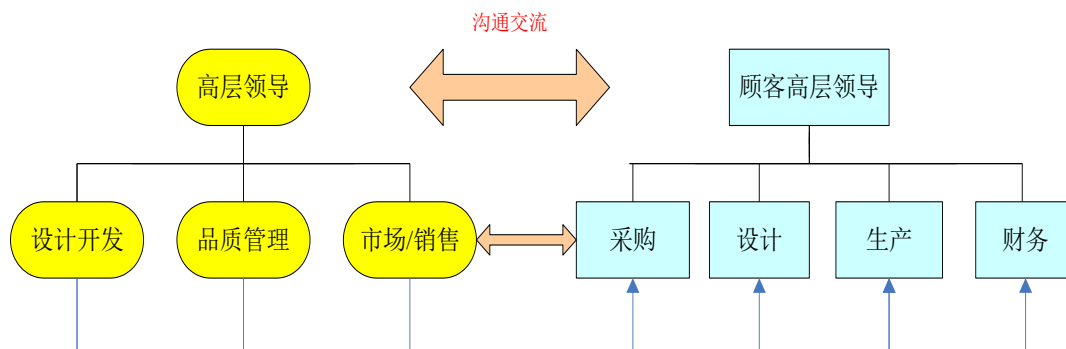 沟通交流
高层领导
顾客高层领导
设计开发
品质管理
市场/销售
采购
设计
生产
财务